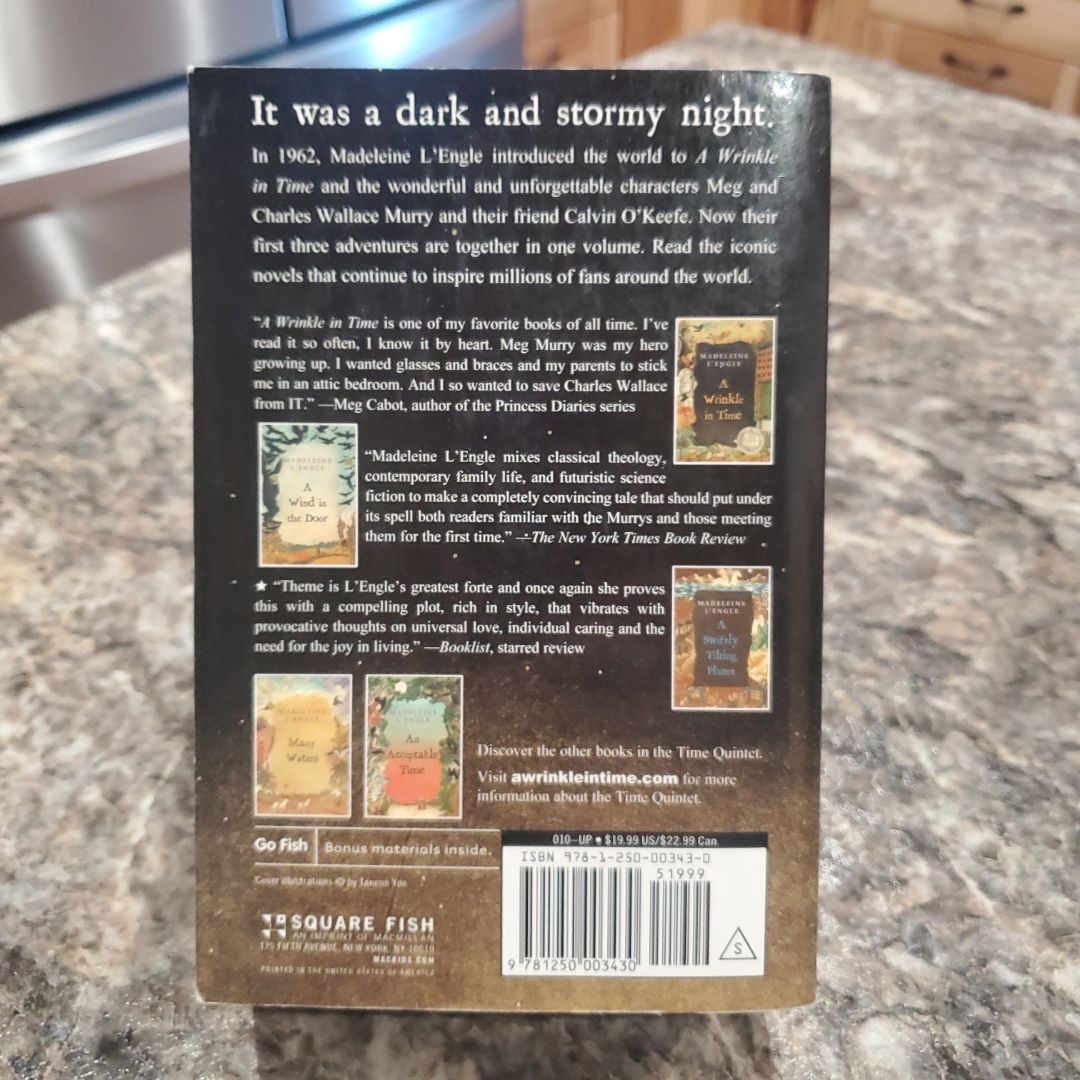 It was a dark and stormy night.
In 1962, Madeleine L'Engle introduced the world to A Wrinkle
in Time and the wonderful and unforgettable characters Meg and
Charles Wallace Murry and their friend Calvin O'Keefe. Now their
first three adventures are together in one volume. Read the iconic
novels that continue to inspire millions of fans around the world.
"A Wrinkle in Time is one of my favorite books of all time. I've
read it so often, I know it by heart. Meg Murry was my hero
growing up. I wanted glasses and braces and my parents to stick
me in an attic bedroom. And I so wanted to save Charles Wallace
from IT." —Meg Cabot, author of the Princess Diaries series
MADELEINE
L'ENGLE
A
Wrinkle
in Time
MADELEINE
L'ENGLE
A
Wind in
the Door
"Madeleine L'Engle mixes classical theology,
contemporary family life, and futuristic science
fiction to make a completely convincing tale that should put under
its spell both readers familiar with the Murrys and those meeting
them for the first time." —The New York Times Book Review
★ "Theme is L'Engle's greatest forte and once again she proves
this with a compelling plot, rich in style, that vibrates with
provocative thoughts on universal love, individual caring and the
need for the joy in living." —Booklist, starred review
MADELEINE
L'ENGLE
A
Swiftly
Tilting
Planet
MADELEINE
L'ENGLE
Many
Waters
MADELEINE
L'ENGLE
An
Acceptable
Time
Discover the other books in the Time Quintet.
Visit awrinkleintime.com for more
information about the Time Quintet.
Go Fish Bonus materials inside.
Cover illustrations © by Taeeun Yoo
SQUARE FISH
AN IMPRINT OF MACMILLAN
175 FIFTH AVENUE, NEW YORK, NY 10010
MACKIDS.COM
PRINTED IN THE UNITED STATES OF AMERICA
010–UP • $19.99 US/$22.99 Can
ISBN 978-1-250-00343-0
51999
9 781250 003430
S